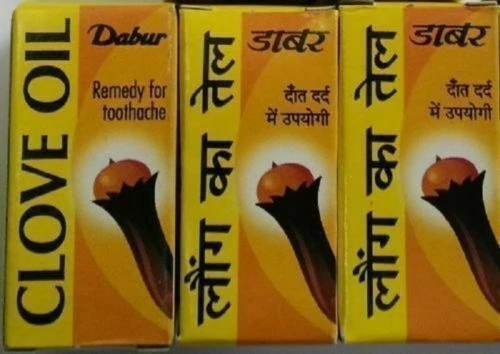 CLOVE OIL
Dabur
Remedy for
toothache
लौंग का तेल
डाबर
दाँत दर्द
में उपयोगी
लौंग का तेल
डाबर
दाँत दर्द
में उपयोगी